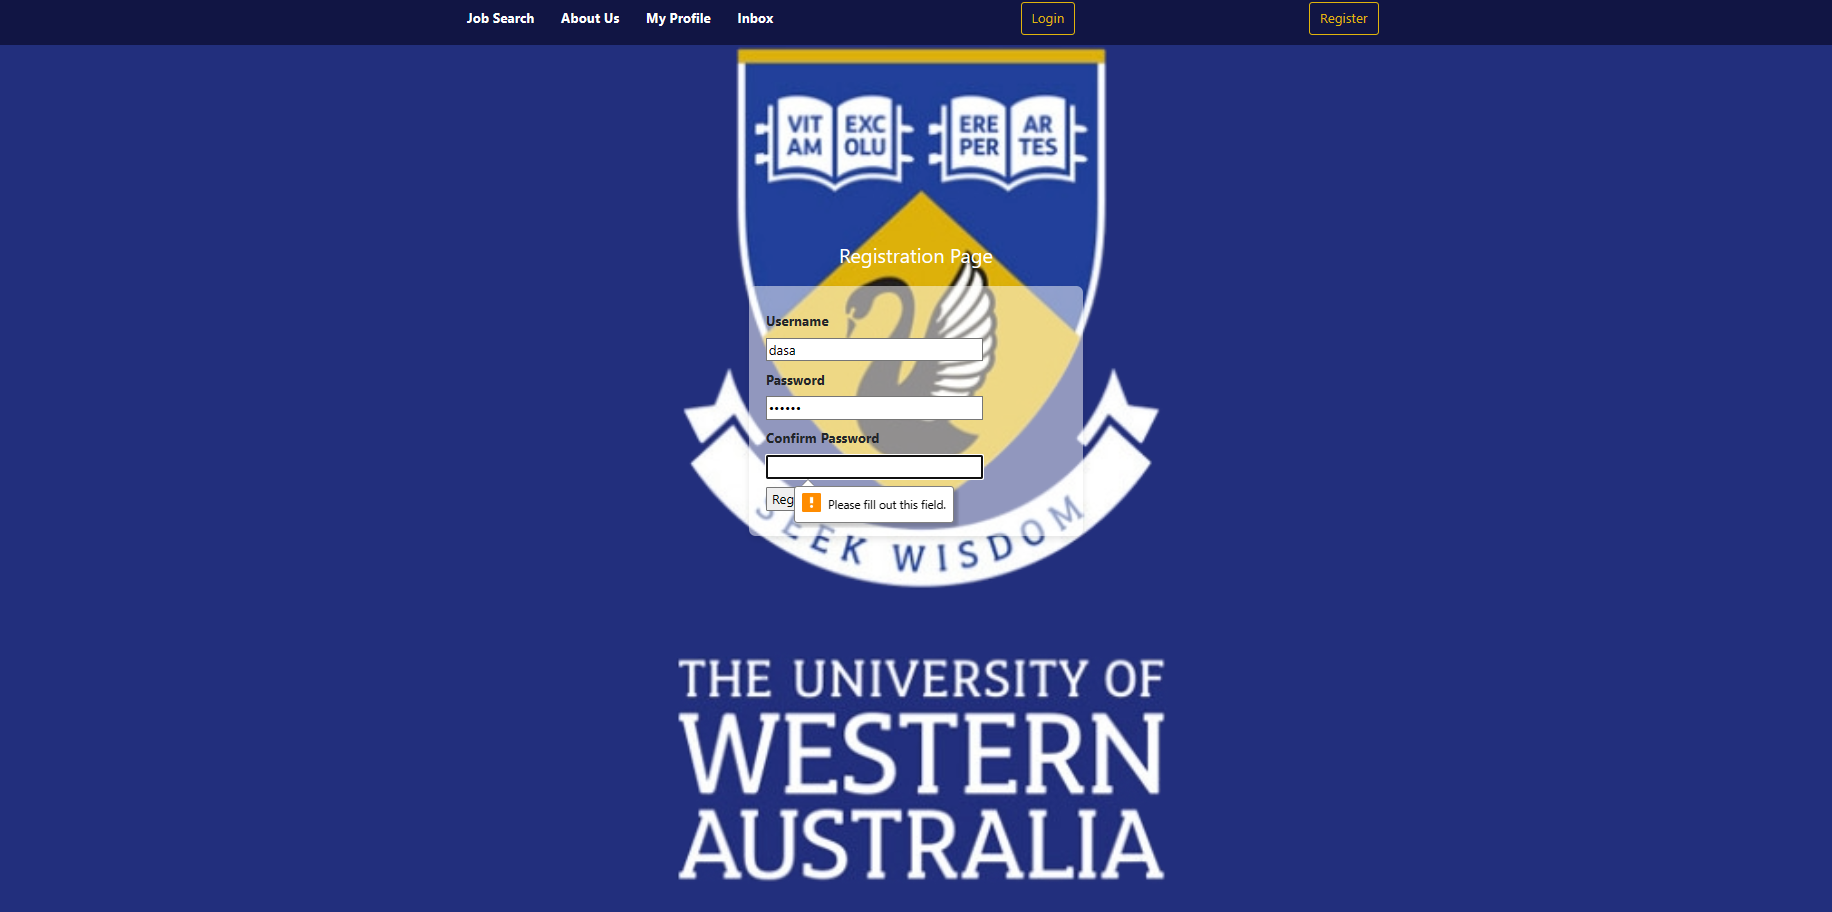 Job Search About Us My Profile Inbox Login Register
VIT EXC ERE AR
AM OLU PER TES
Registration Page
Username
dasa
Password
••••••
Confirm Password
Reg
Please fill out this field.
SEEK WISDOM
THE UNIVERSITY OF
WESTERN
AUSTRALIA